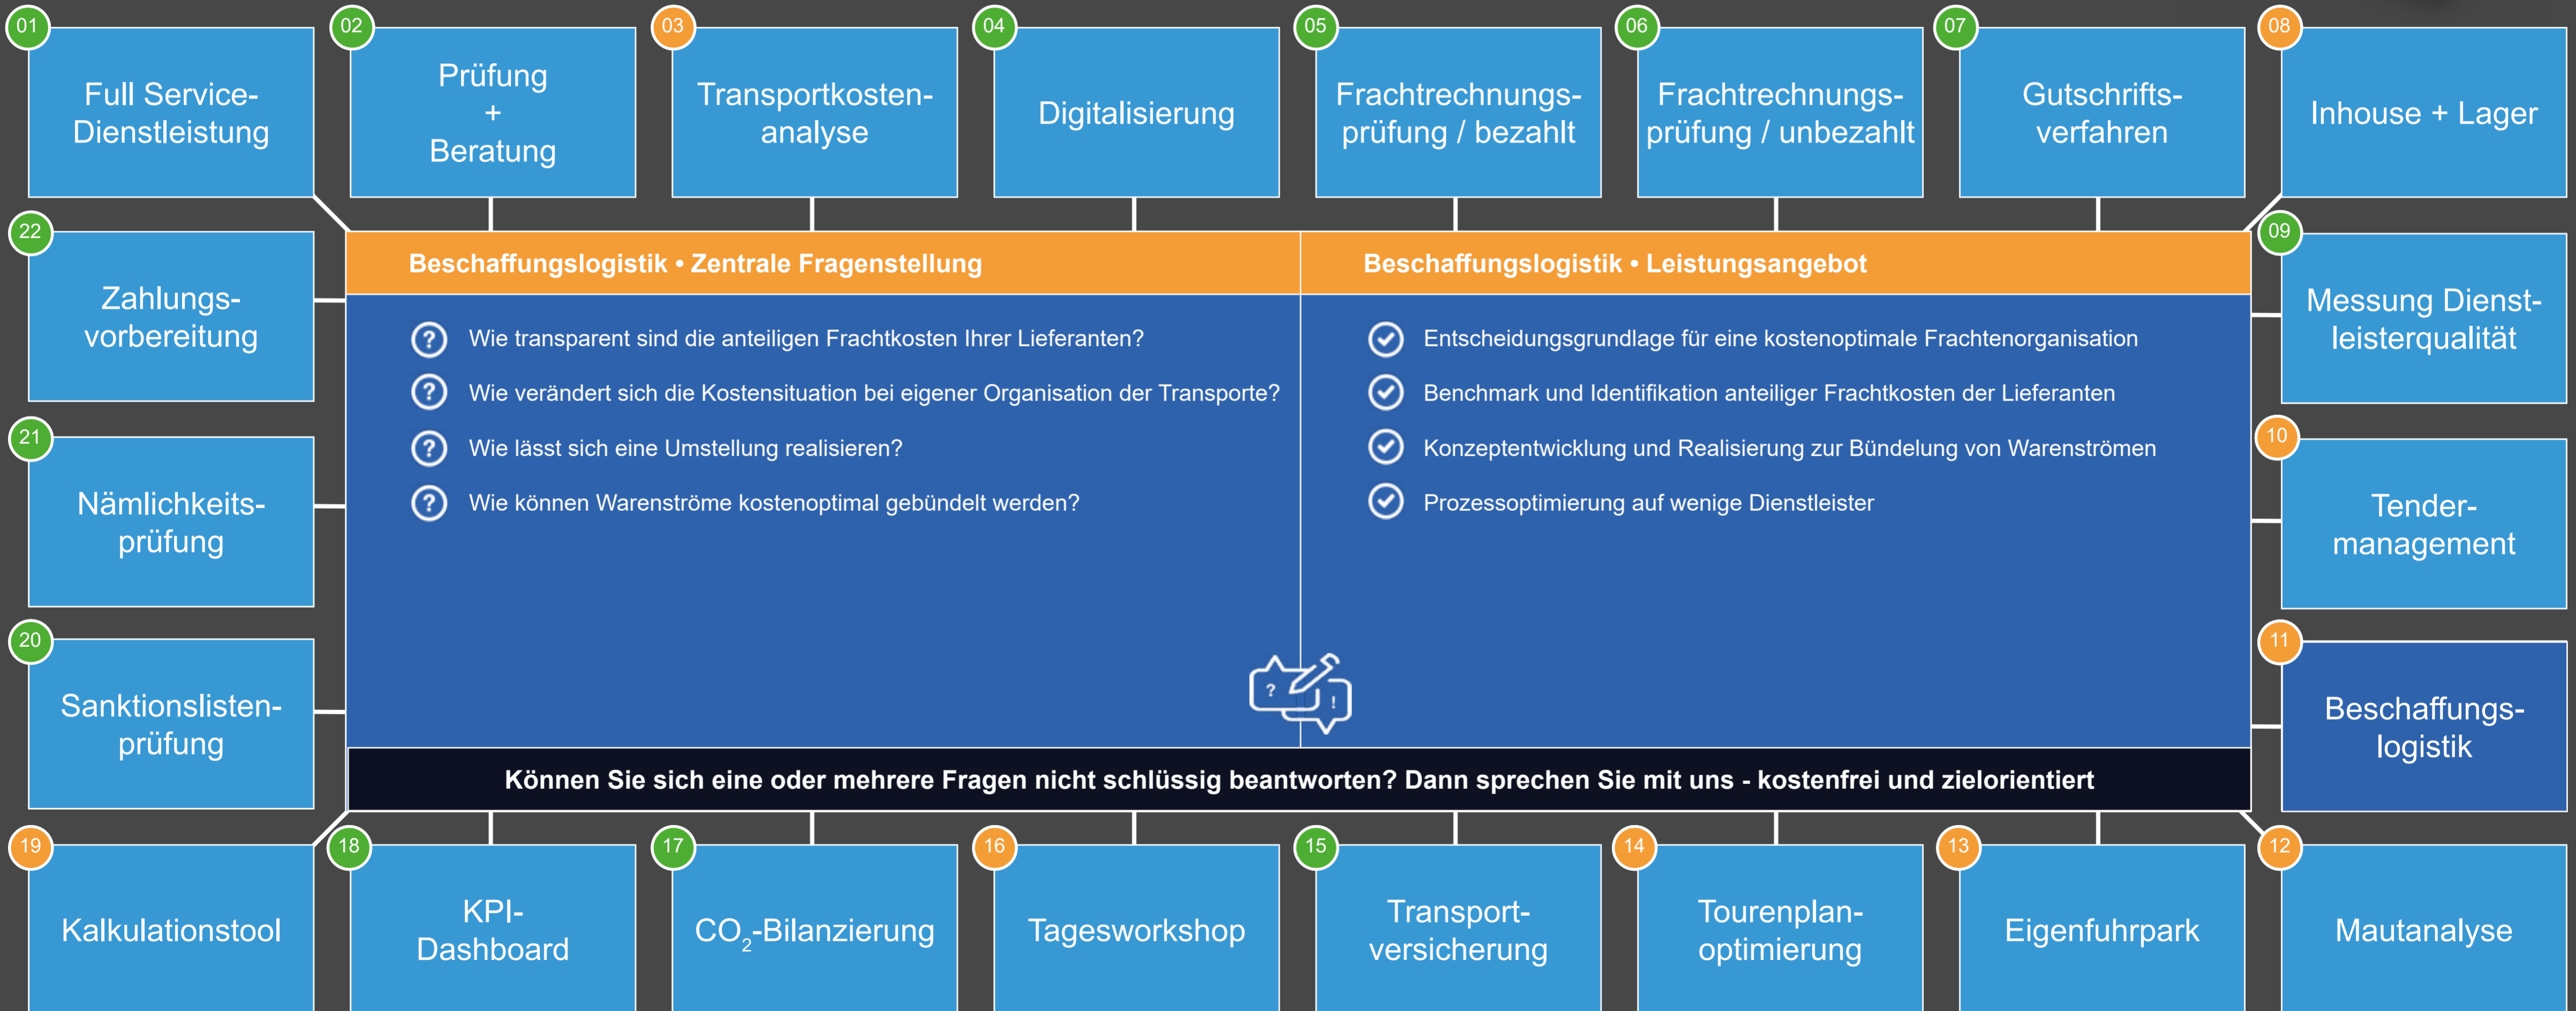 01
Full Service-
Dienstleistung
02
Prüfung
+
Beratung
03
Transportkosten-
analyse
04
Digitalisierung
05
Frachtrechnungs-
prüfung / bezahlt
06
Frachtrechnungs-
prüfung / unbezahlt
07
Gutschrifts-
verfahren
08
Inhouse + Lager
22
Zahlungs-
vorbereitung
21
Nämlichkeits-
prüfung
20
Sanktionslisten-
prüfung
Beschaffungslogistik • Zentrale Fragenstellung
? Wie transparent sind die anteiligen Frachtkosten Ihrer Lieferanten?
? Wie verändert sich die Kostensituation bei eigener Organisation der Transporte?
? Wie lässt sich eine Umstellung realisieren?
? Wie können Warenströme kostenoptimal gebündelt werden?
Beschaffungslogistik • Leistungsangebot
Entscheidungsgrundlage für eine kostenoptimale Frachtenorganisation
Benchmark und Identifikation anteiliger Frachtkosten der Lieferanten
Konzeptentwicklung und Realisierung zur Bündelung von Warenströmen
Prozessoptimierung auf wenige Dienstleister
? !
Können Sie sich eine oder mehrere Fragen nicht schlüssig beantworten? Dann sprechen Sie mit uns - kostenfrei und zielorientiert
09
Messung Dienst-
leisterqualität
10
Tender-
management
11
Beschaffungs-
logistik
19
Kalkulationstool
18
KPI-
Dashboard
17
CO₂-Bilanzierung
16
Tagesworkshop
15
Transport-
versicherung
14
Tourenplan-
optimierung
13
Eigenfuhrpark
12
Mautanalyse